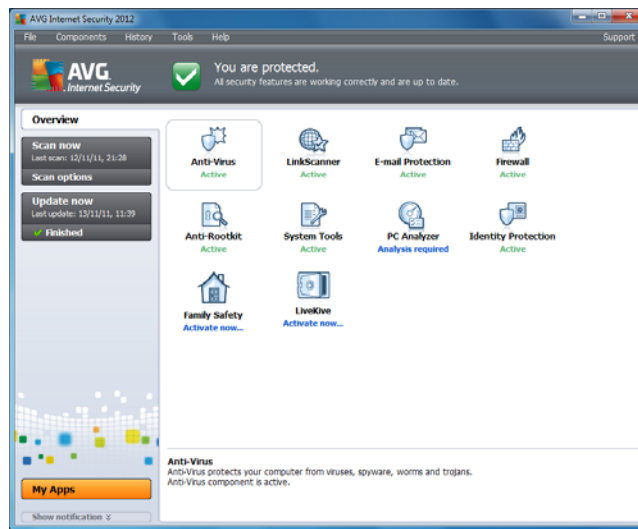 AVG Internet Security 2012
File Components History Tools Help Support
AVG.
Internet Security
You are protected.
All security features are working correctly and are up to date.
Overview
Scan now
Last scan: 12/11/11, 21:28
Scan options
Update now
Last update: 13/11/11, 11:39
Finished
Anti-Virus
Active
LinkScanner
Active
E-mail Protection
Active
Firewall
Active
Anti-Rootkit
Active
System Tools
Active
PC Analyzer
Analysis required
Identity Protection
Active
Family Safety
Activate now...
LiveKive
Activate now...
Anti-Virus
Anti-Virus protects your computer from viruses, spyware, worms and trojans.
Anti-Virus component is active.
My Apps
Show notification